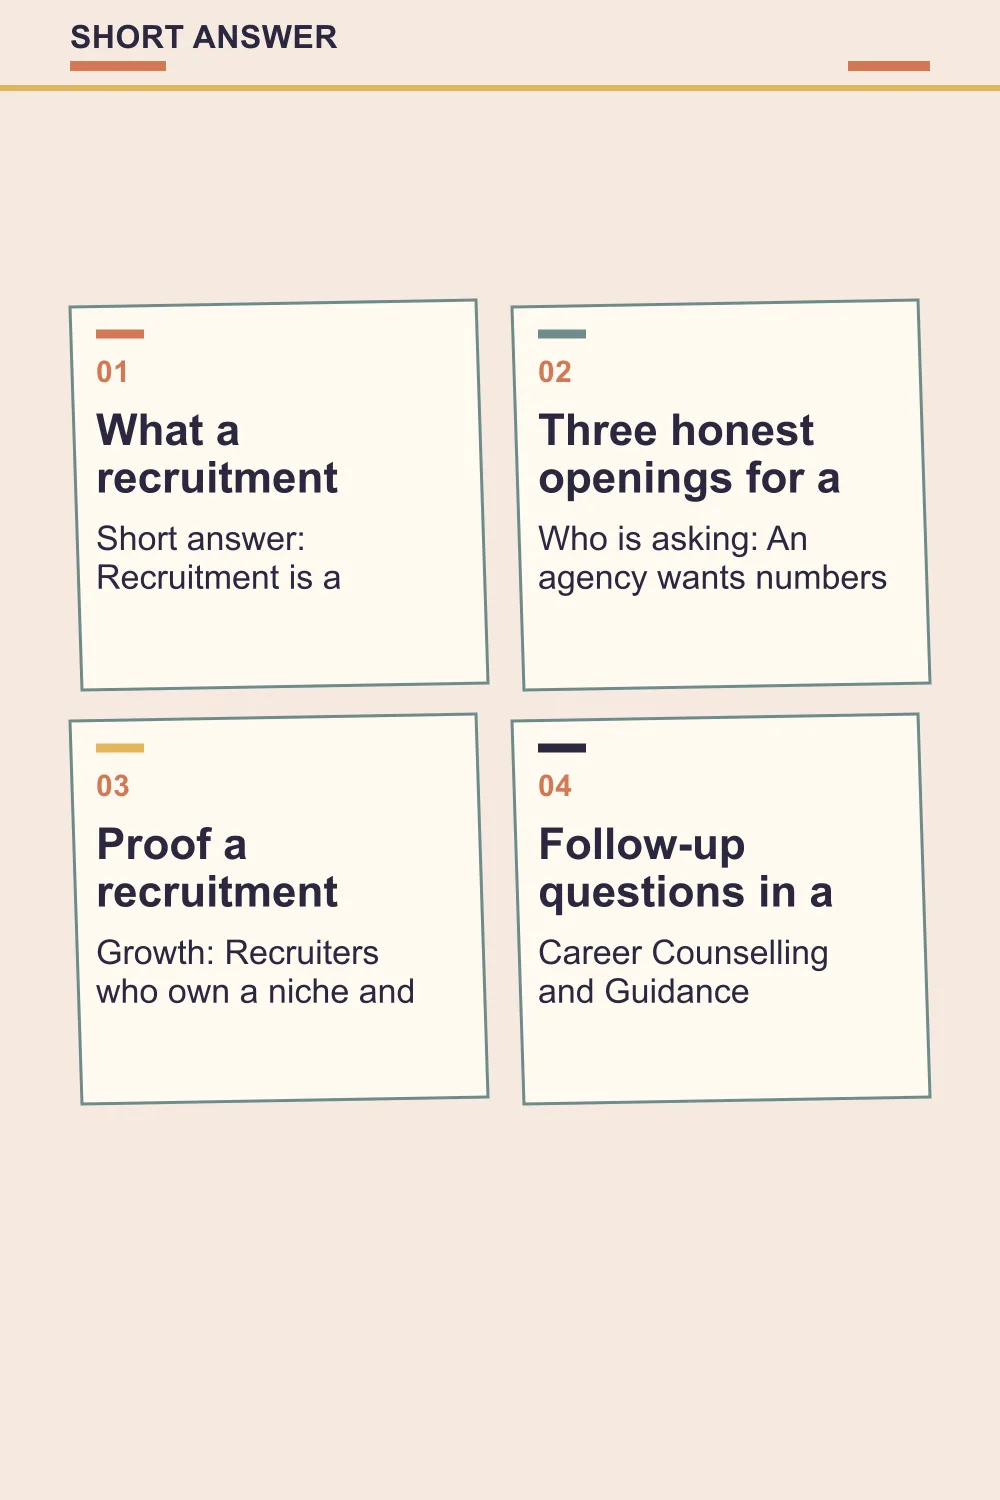 SHORT ANSWER
01
What a
recruitment
Short answer:
Recruitment is a
02
Three honest
openings for a
Who is asking: An
agency wants numbers
03
Proof a
recruitment
Growth: Recruiters
who own a niche and
04
Follow-up
questions in a
Career Counselling
and Guidance